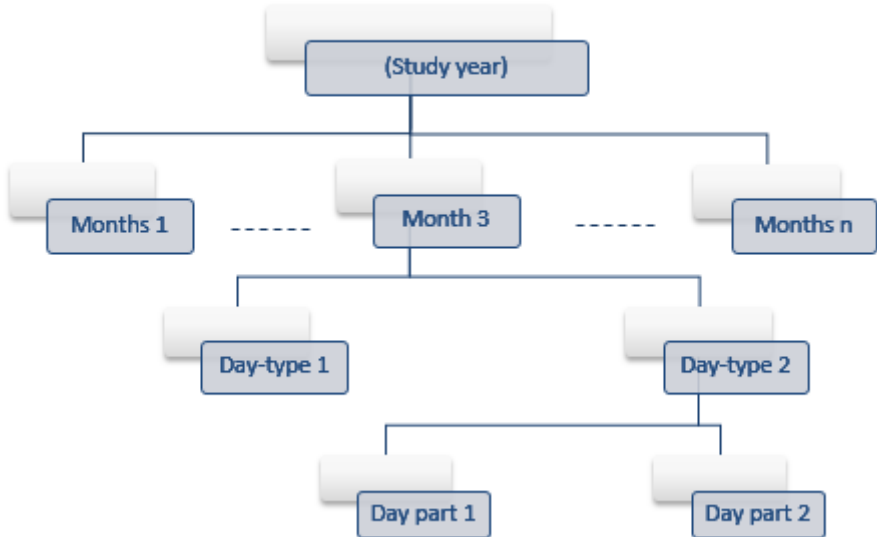 (Study year)
Months 1
Month 3
Months n
Day-type 1
Day-type 2
Day part 1
Day part 2